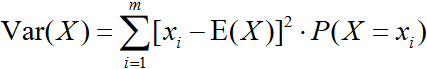 Var(X) = ∑_{i=1}^{m} [x_i − E(X)]² · P(X = x_i)